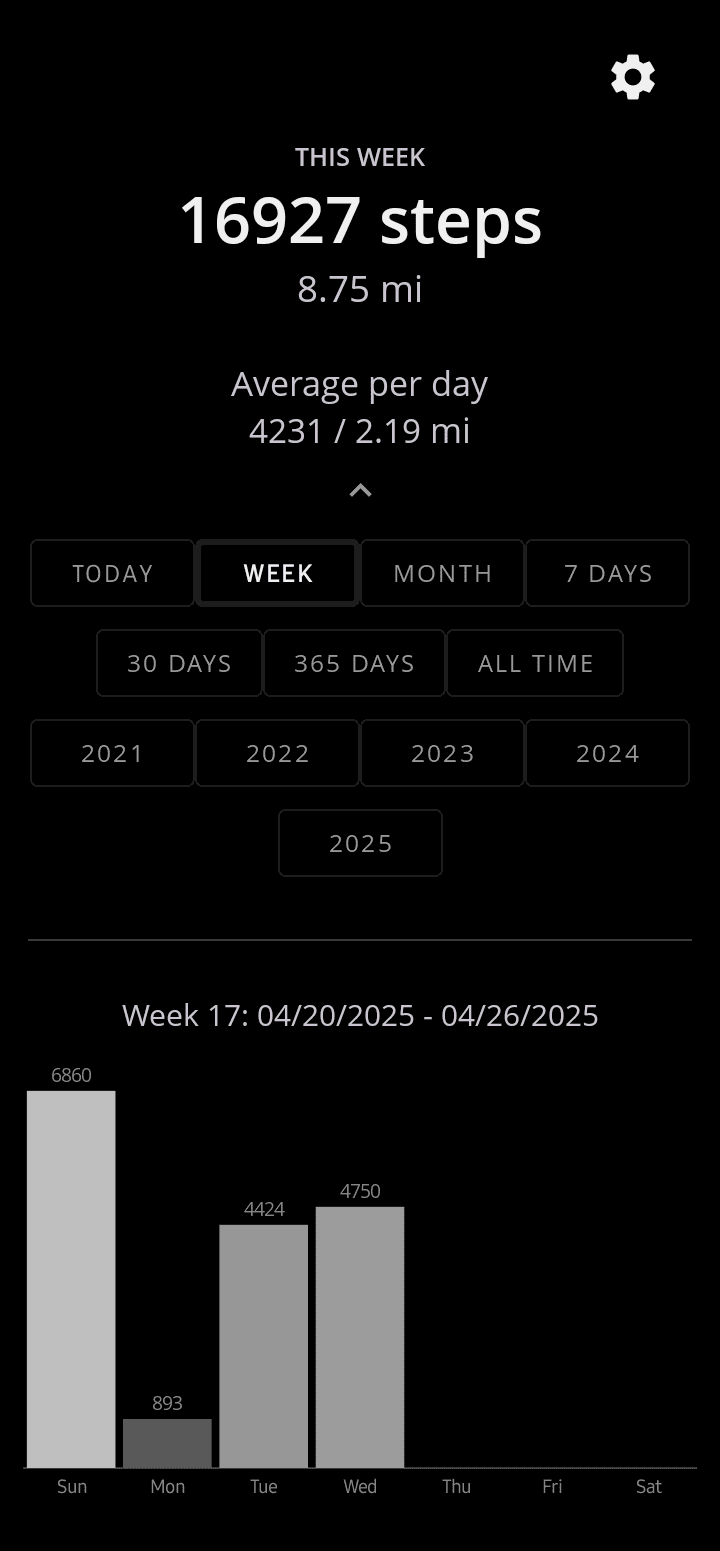 THIS WEEK
16927 steps
8.75 mi
Average per day
4231 / 2.19 mi
TODAY WEEK MONTH 7 DAYS
30 DAYS 365 DAYS ALL TIME
2021 2022 2023 2024
2025
Week 17: 04/20/2025 - 04/26/2025
6860
4750
4424
893
Sun Mon Tue Wed Thu Fri Sat